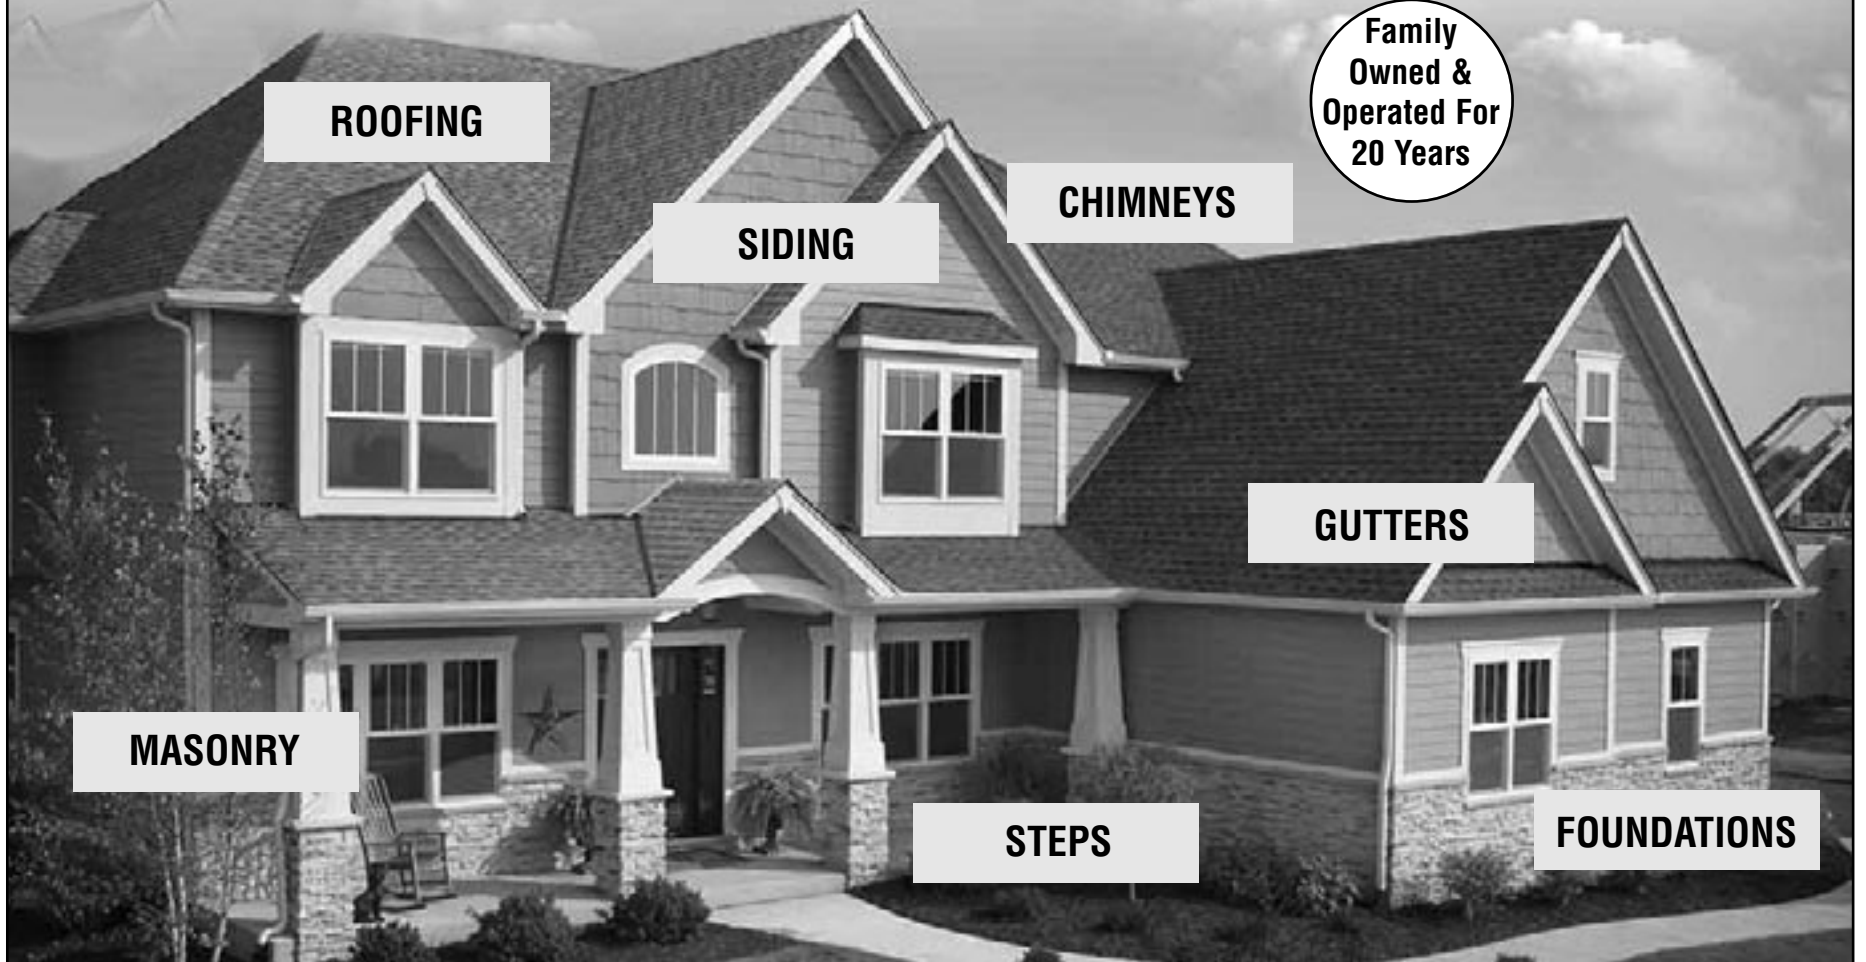 Family
Owned &
Operated For
20 Years
ROOFING
CHIMNEYS
SIDING
GUTTERS
MASONRY
STEPS
FOUNDATIONS